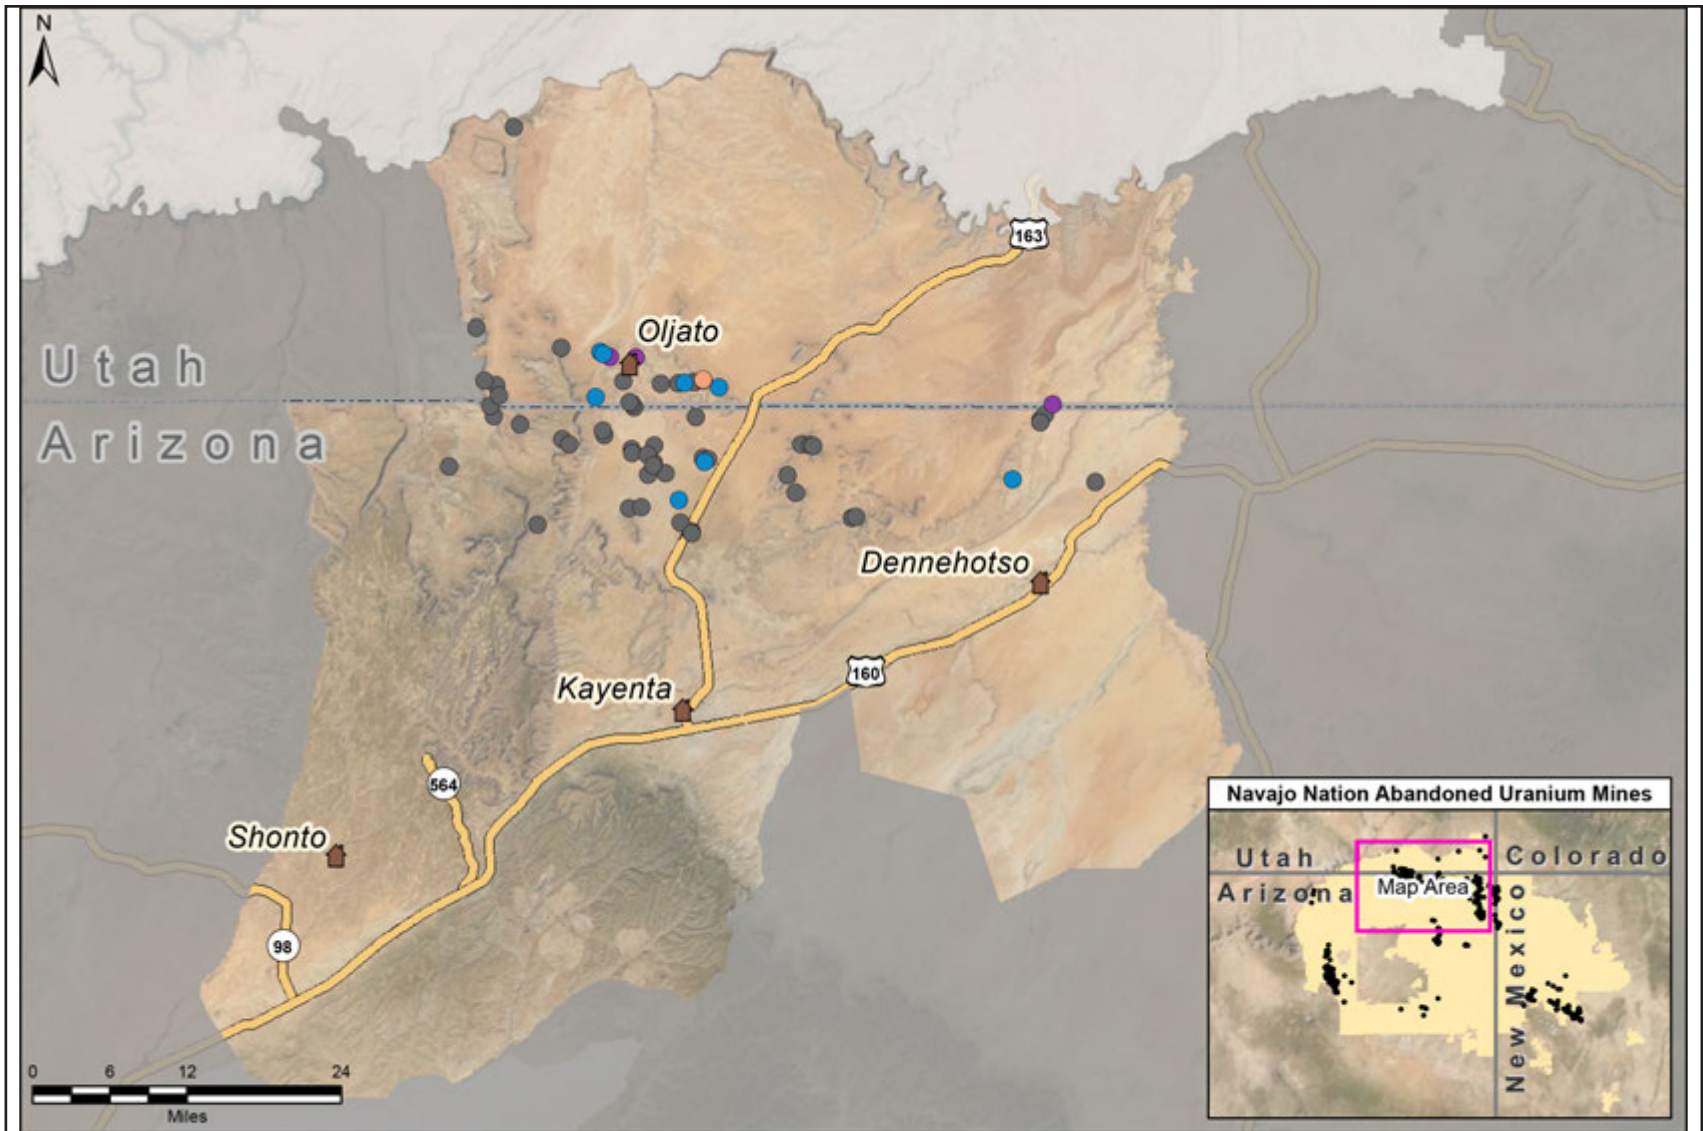 N
163
Oljato
Utah
Arizona
Dennehotso
160
Kayenta
564
Shonto
98
0 6 12 24
Miles
Navajo Nation Abandoned Uranium Mines
Utah
Colorado
Arizona
Map Area
New Mexico